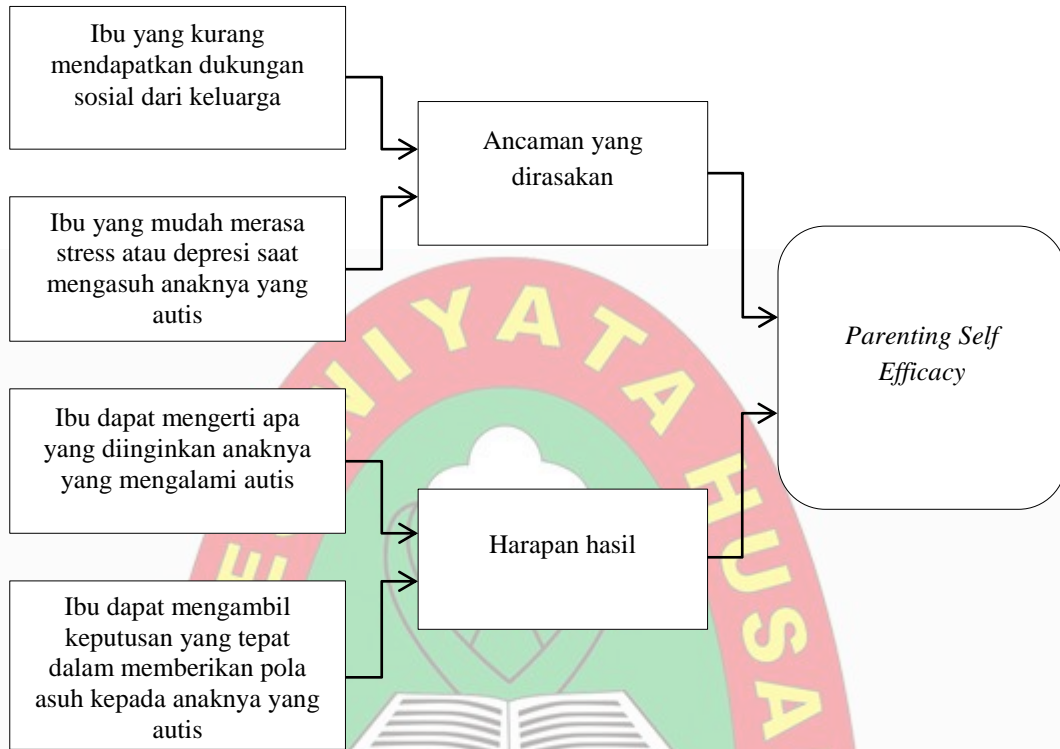 Ibu yang kurang
mendapatkan dukungan
sosial dari keluarga
Ancaman yang
dirasakan
Ibu yang mudah merasa
stress atau depresi saat
mengasuh anaknya yang
autis
Parenting Self
Efficacy
Ibu dapat mengerti apa
yang diinginkan anaknya
yang mengalami autis
Harapan hasil
Ibu dapat mengambil
keputusan yang tepat
dalam memberikan pola
asuh kepada anaknya yang
autis
NIYATA HUSA